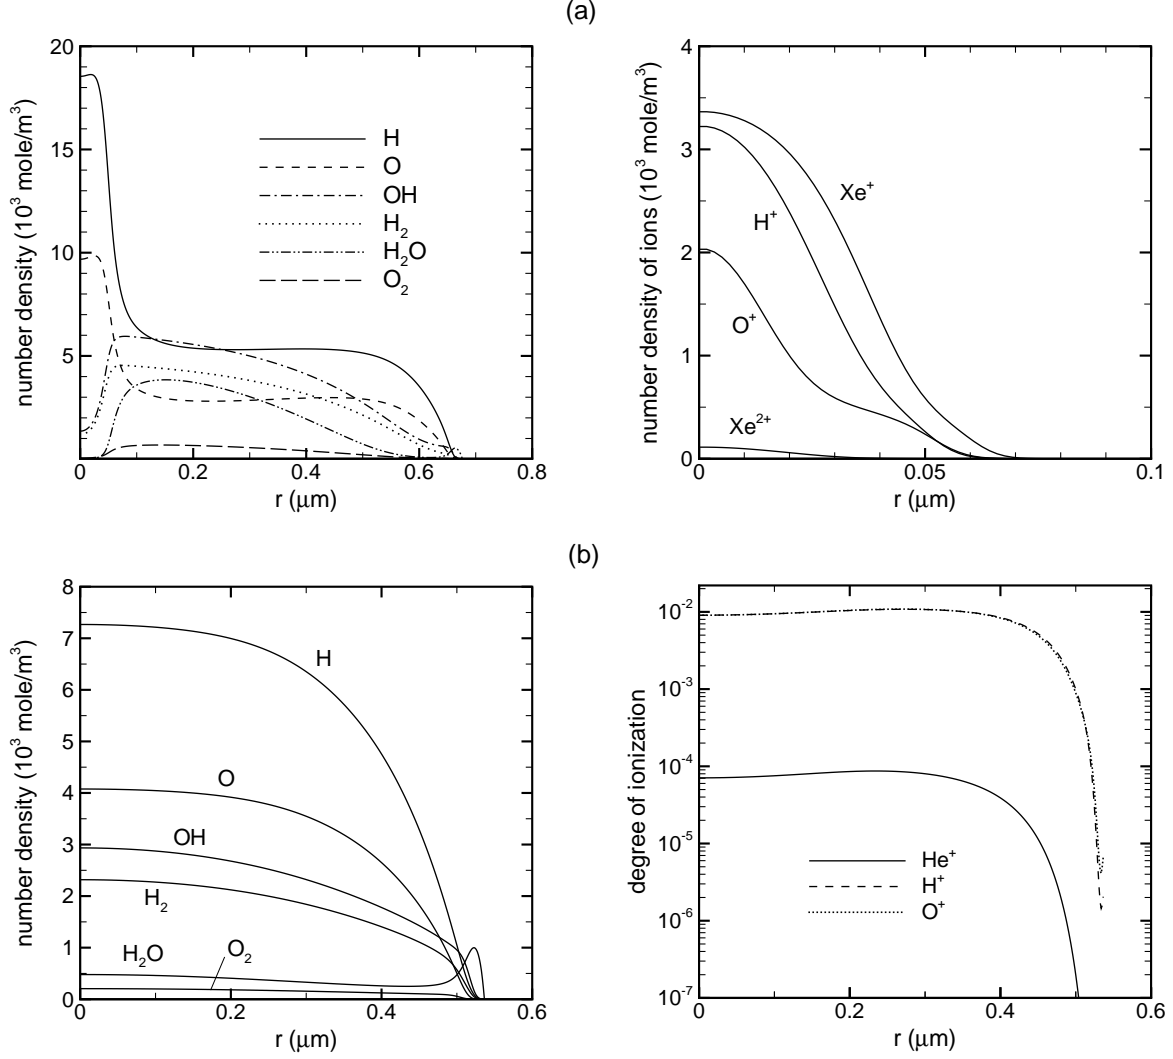 (a)
number density (10³ mole/m³)
20
15
10
5
0
0
0.2
0.4
0.6
0.8
r (μm)
H
O
OH
H₂
H₂O
O₂
number density of ions (10³ mole/m³)
4
3
2
1
0
0
0.05
0.1
r (μm)
Xe⁺
H⁺
O⁺
Xe²⁺
(b)
number density (10³ mole/m³)
8
7
6
5
4
3
2
1
0
0
0.2
0.4
0.6
r (μm)
H
O
OH
H₂
H₂O
O₂
degree of ionization
10⁻²
10⁻³
10⁻⁴
10⁻⁵
10⁻⁶
10⁻⁷
0
0.2
0.4
0.6
r (μm)
He⁺
H⁺
O⁺